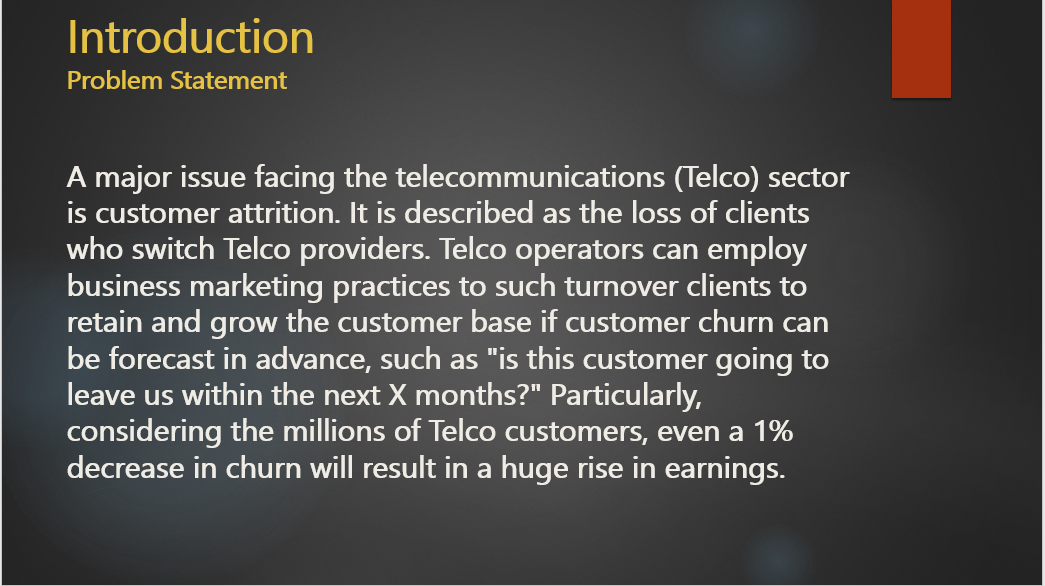 Introduction
Problem Statement
A major issue facing the telecommunications (Telco) sector
is customer attrition. It is described as the loss of clients
who switch Telco providers. Telco operators can employ
business marketing practices to such turnover clients to
retain and grow the customer base if customer churn can
be forecast in advance, such as "is this customer going to
leave us within the next X months?" Particularly,
considering the millions of Telco customers, even a 1%
decrease in churn will result in a huge rise in earnings.